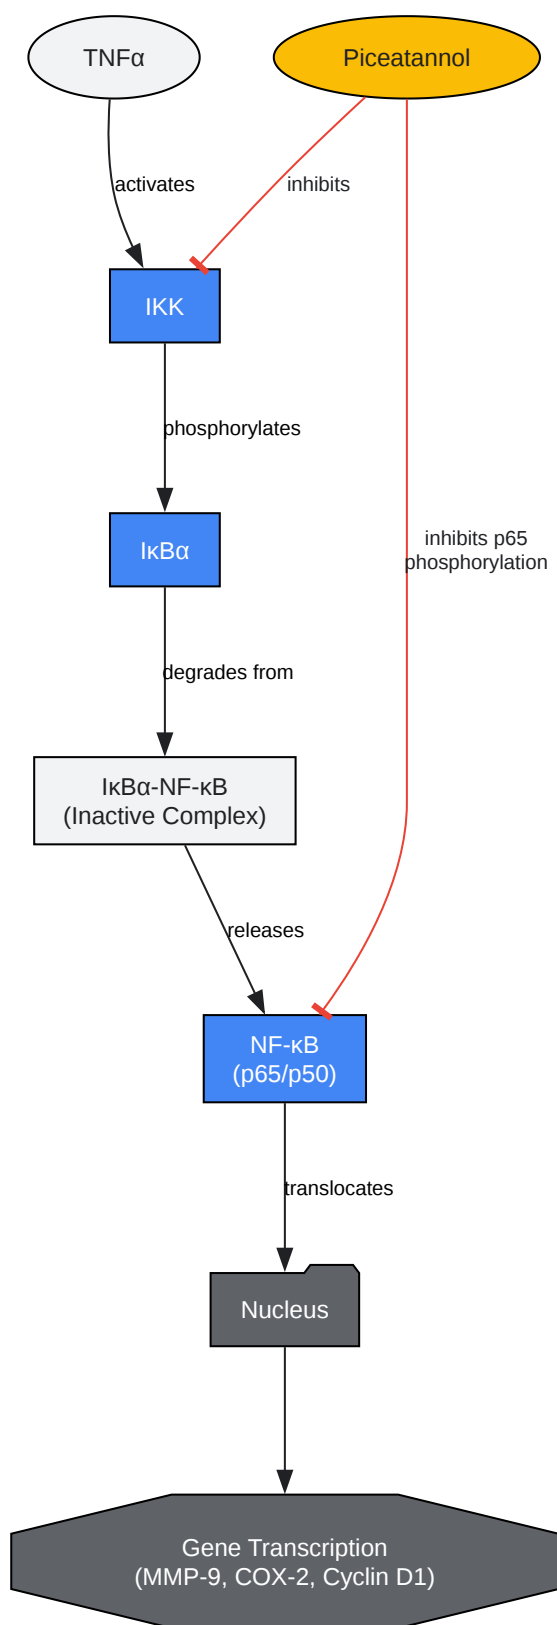 TNFα
Piceatannol
activates
inhibits
IKK
phosphorylates
IκBα
inhibits p65
phosphorylation
degrades from
IκBα-NF-κB
(Inactive Complex)
releases
NF-κB
(p65/p50)
translocates
Nucleus
Gene Transcription
(MMP-9, COX-2, Cyclin D1)